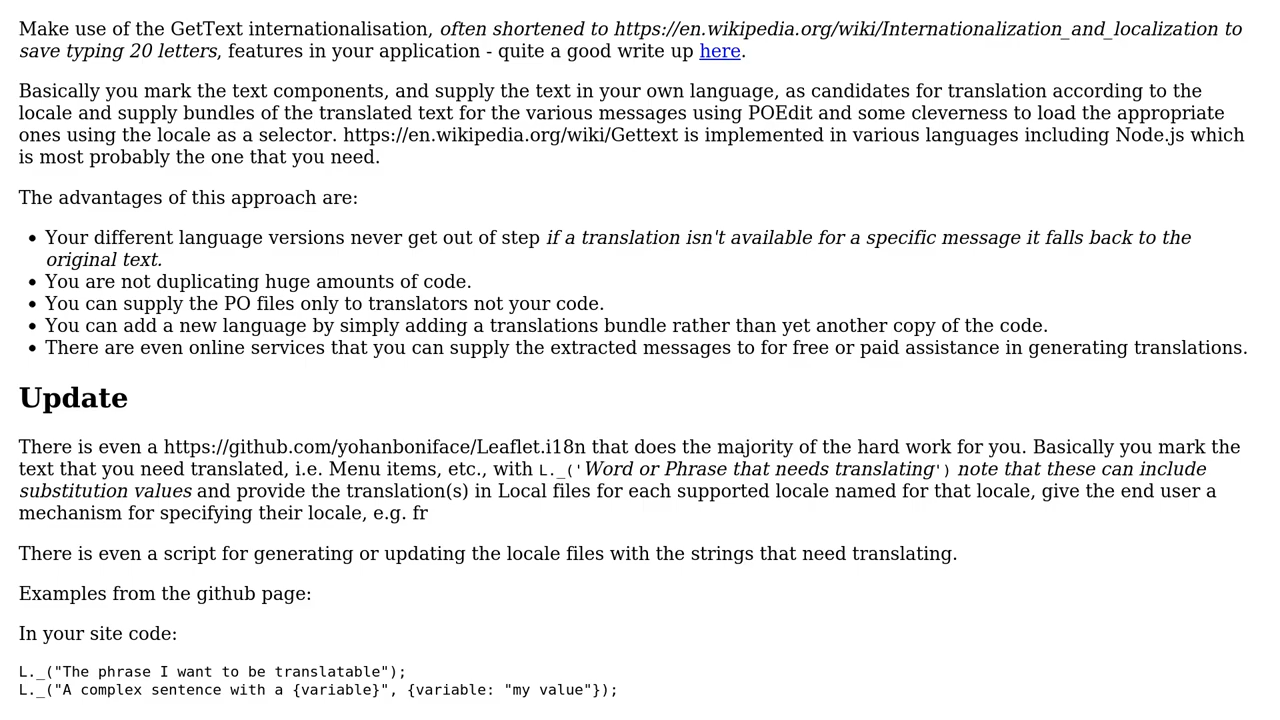 Make use of the GetText internationalisation, often shortened to https://en.wikipedia.org/wiki/Internationalization_and_localization to
save typing 20 letters, features in your application - quite a good write up here.
Basically you mark the text components, and supply the text in your own language, as candidates for translation according to the
locale and supply bundles of the translated text for the various messages using POEdit and some cleverness to load the appropriate
ones using the locale as a selector. https://en.wikipedia.org/wiki/Gettext is implemented in various languages including Node.js which
is most probably the one that you need.
The advantages of this approach are:
• Your different language versions never get out of step if a translation isn't available for a specific message it falls back to the
original text.
• You are not duplicating huge amounts of code.
• You can supply the PO files only to translators not your code.
• You can add a new language by simply adding a translations bundle rather than yet another copy of the code.
• There are even online services that you can supply the extracted messages to for free or paid assistance in generating translations.
Update
There is even a https://github.com/yohanboniface/Leaflet.i18n that does the majority of the hard work for you. Basically you mark the
text that you need translated, i.e. Menu items, etc., with L._('Word or Phrase that needs translating') note that these can include
substitution values and provide the translation(s) in Local files for each supported locale named for that locale, give the end user a
mechanism for specifying their locale, e.g. fr
There is even a script for generating or updating the locale files with the strings that need translating.
Examples from the github page:
In your site code:
L._("The phrase I want to be translatable");
L._("A complex sentence with a {variable}", {variable: "my value"});